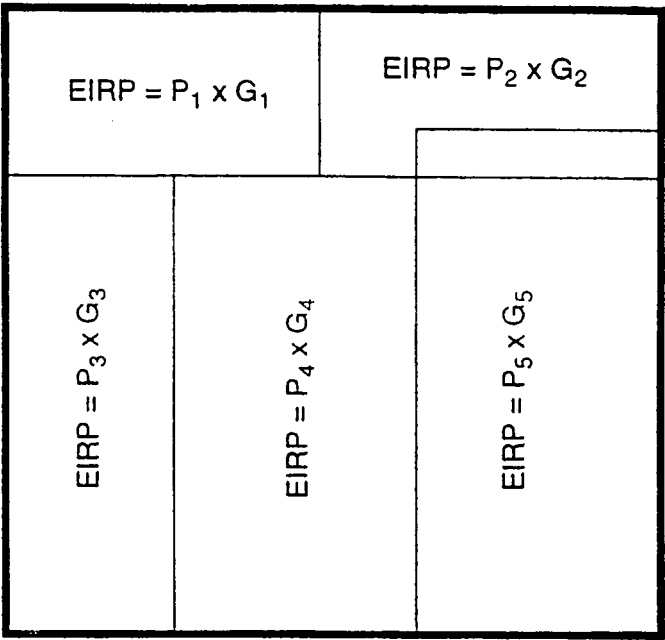 EIRP = P₁ x G₁
EIRP = P₂ x G₂
EIRP = P₃ x G₃
EIRP = P₄ x G₄
EIRP = P₅ x G₅